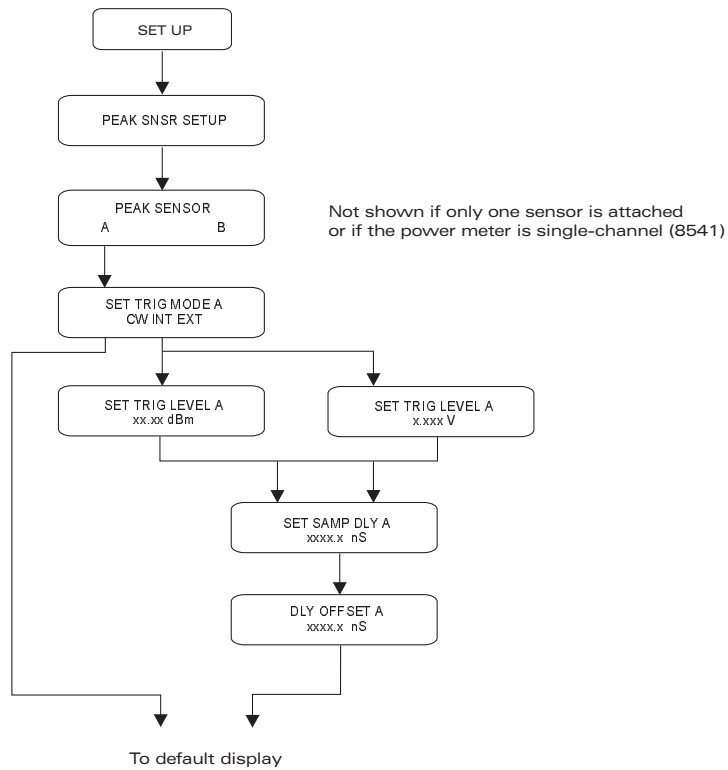 SET UP
PEAK SNSR SETUP
PEAK SENSOR
A B
Not shown if only one sensor is attached
or if the power meter is single-channel (8541)
SET TRIG MODE A
CW INT EXT
SET TRIG LEVEL A
xx.xx dBm
SET TRIG LEVEL A
x.xxx V
SET SAMP DLY A
xxxx.x nS
DLY OFFSET A
xxxx.x nS
To default display